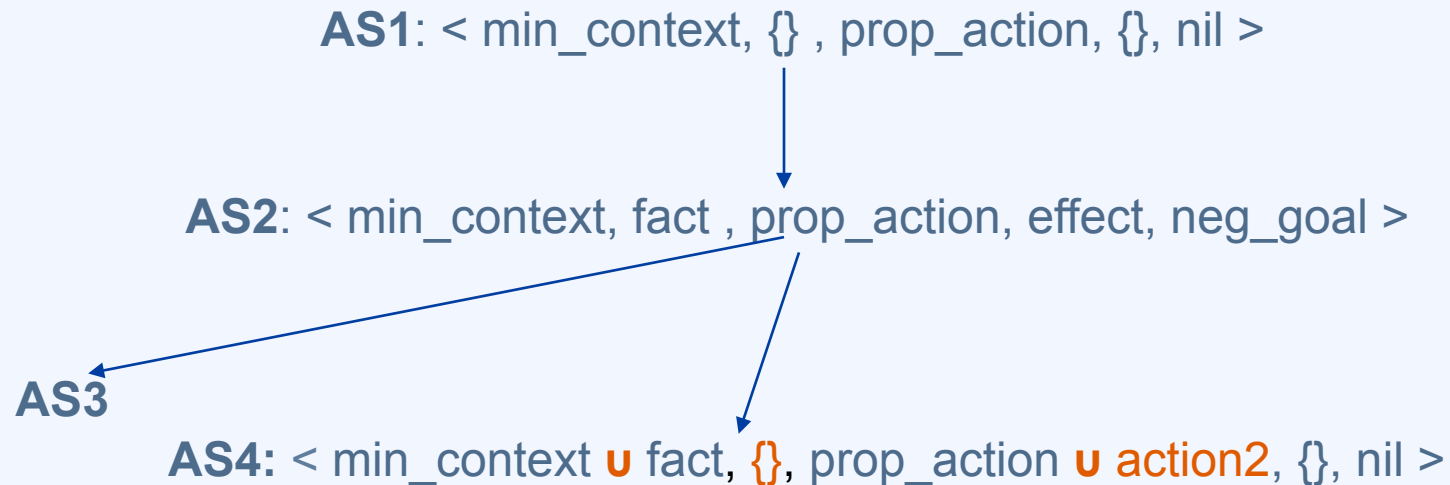 AS1: < min_context, {} , prop_action, {}, nil >
AS2: < min_context, fact , prop_action, effect, neg_goal >
AS3
AS4: < min_context ∪ fact, {}, prop_action ∪ action2, {}, nil >